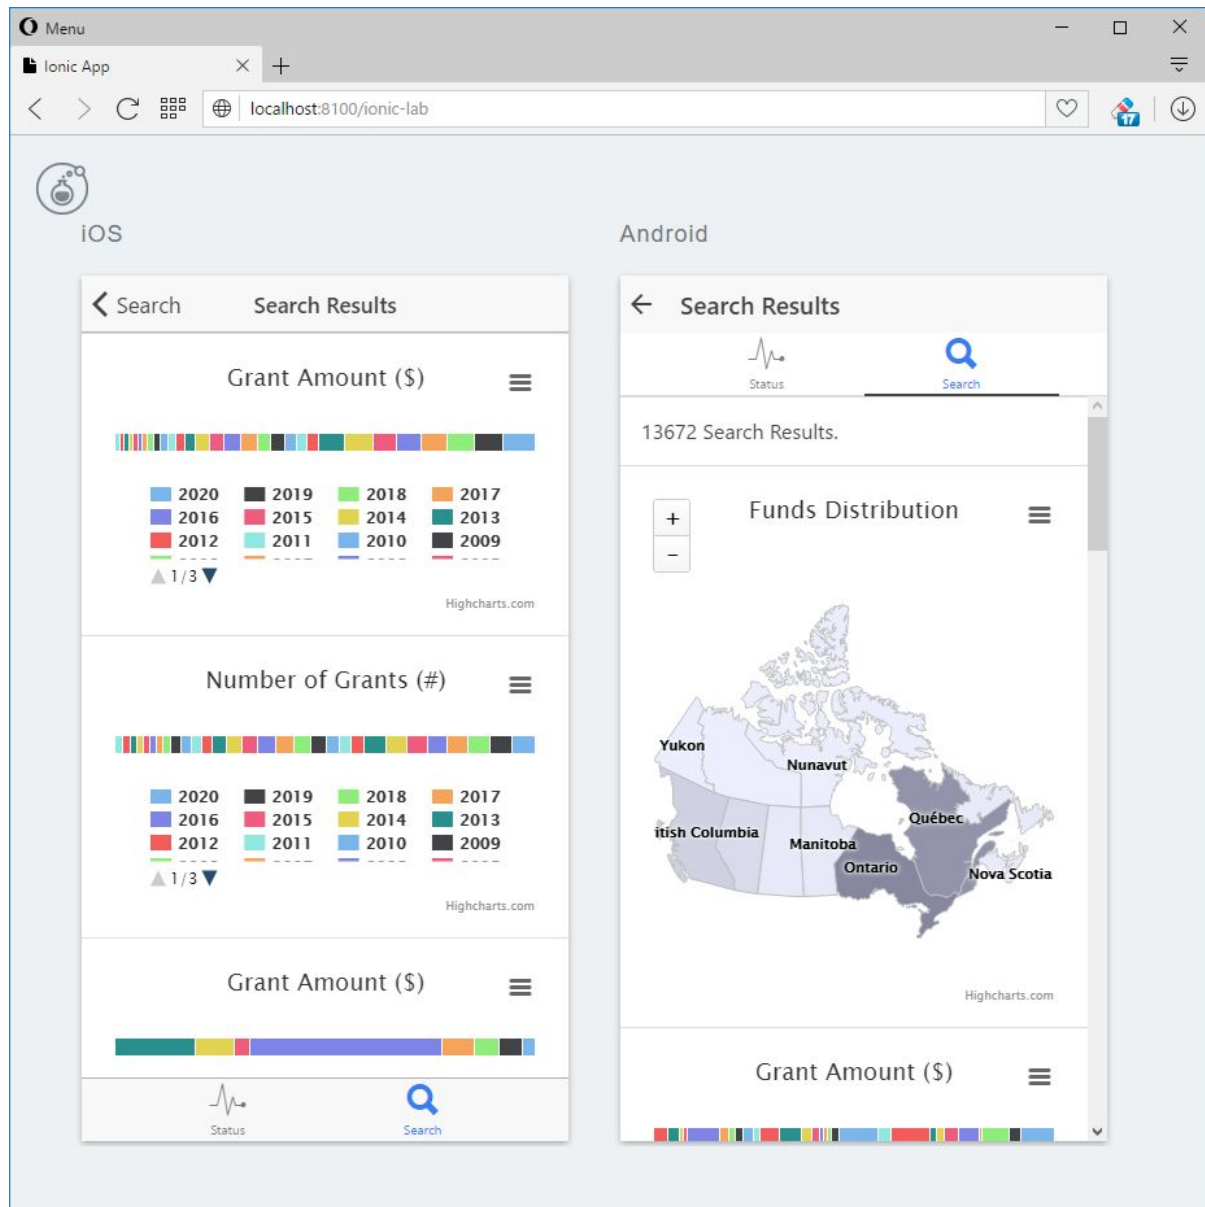 Menu
Ionic App
localhost:8100/ionic-lab
17
iOS
Search
Search Results
Grant Amount ($)
2020 2019 2018 2017
2016 2015 2014 2013
2012 2011 2010 2009
1/3
Highcharts.com
Number of Grants (#)
2020 2019 2018 2017
2016 2015 2014 2013
2012 2011 2010 2009
1/3
Highcharts.com
Grant Amount ($)
Status
Search
Android
Search Results
Status
Search
13672 Search Results.
+
Funds Distribution
−
Yukon
Nunavut
Québec
itish Columbia
Manitoba
Ontario
Nova Scotia
Highcharts.com
Grant Amount ($)